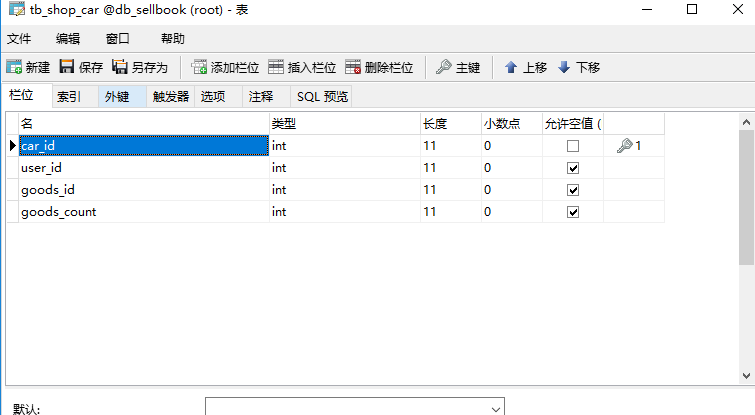 tb_shop_car @db_sellbook (root) - 表
文件 编辑 窗口 帮助
新建 保存 另存为 添加栏位 插入栏位 删除栏位 主键 上移 下移
栏位 索引 外键 触发器 选项 注释 SQL 预览
名 类型 长度 小数点 允许空值 (
car_id int 11 0 1
user_id int 11 0
goods_id int 11 0
goods_count int 11 0
默认: